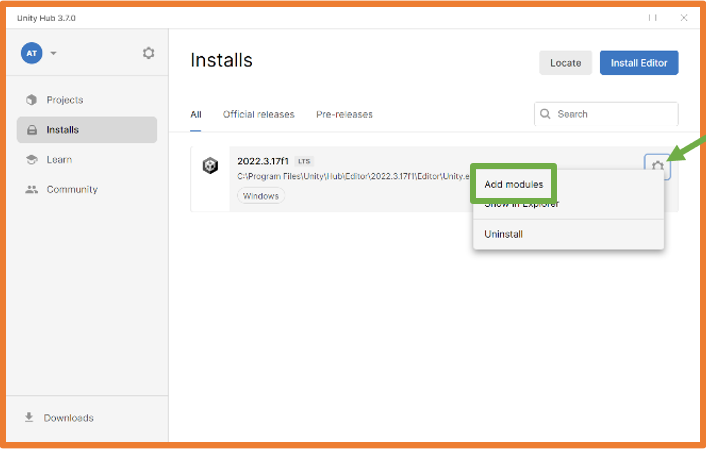 Unity Hub 3.7.0
AT
Installs
Locate
Install Editor
Projects
Installs
Learn
Community
All
Official releases
Pre-releases
Search
2022.3.17f1 LTS
C:\Program Files\Unity\Hub\Editor\2022.3.17f1\Editor\Unity.e
Windows
Add modules
Show in Explorer
Uninstall
Downloads